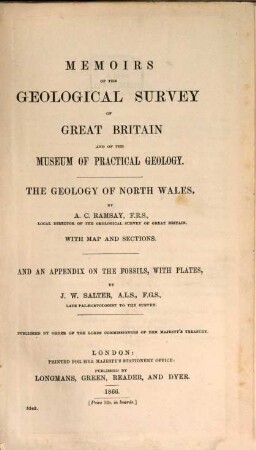 MEMOIRS
OF THE
GEOLOGICAL SURVEY
OF
GREAT BRITAIN
AND OF THE
MUSEUM OF PRACTICAL GEOLOGY.
THE GEOLOGY OF NORTH WALES,
BY
A. C. RAMSAY, F.R.S.,
LOCAL DIRECTOR OF THE GEOLOGICAL SURVEY OF GREAT BRITAIN.
WITH MAP AND SECTIONS.
AND AN APPENDIX ON THE FOSSILS, WITH PLATES,
BY
J. W. SALTER, A.L.S., F.G.S.,
LATE PALÆONTOLOGIST TO THE SURVEY.
PUBLISHED BY ORDER OF THE LORDS COMMISSIONERS OF HER MAJESTY'S TREASURY.
LONDON:
PRINTED FOR HER MAJESTY'S STATIONERY OFFICE:
PUBLISHED BY
LONGMANS, GREEN, READER, AND DYER.
1866.
[Price 13s. in boards.]